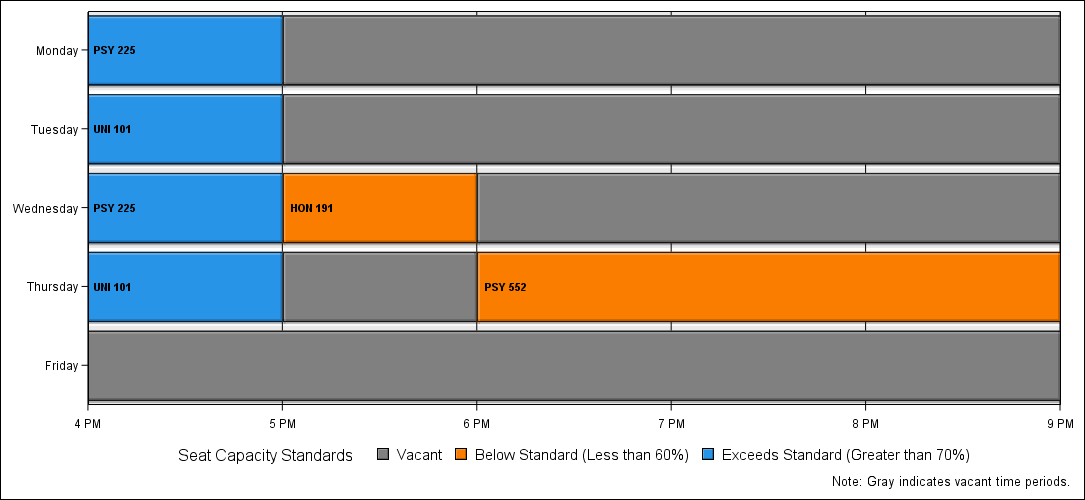 Monday PSY 225
Tuesday UNI 101
Wednesday PSY 225 HON 191
Thursday UNI 101 PSY 552
Friday
4 PM 5 PM 6 PM 7 PM 8 PM 9 PM
Seat Capacity Standards Vacant Below Standard (Less than 60%) Exceeds Standard (Greater than 70%)
Note: Gray indicates vacant time periods.